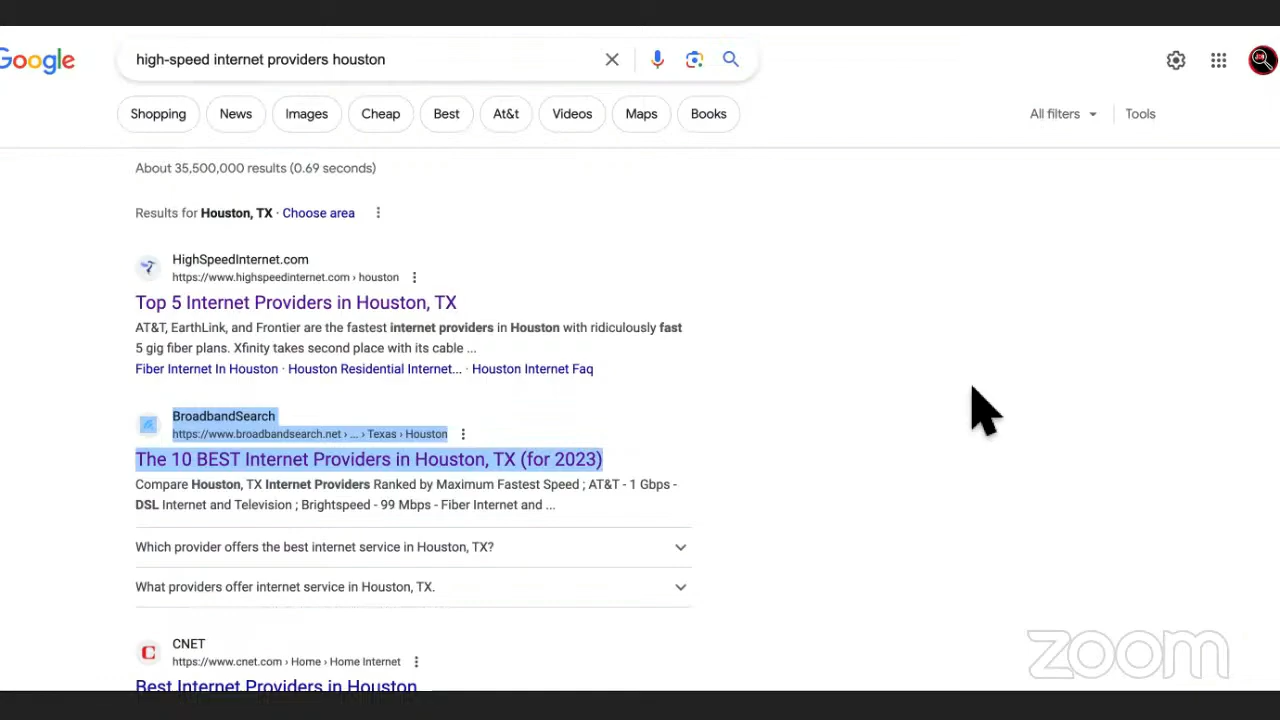 Google
high-speed internet providers houston
Shopping
News
Images
Cheap
Best
At&t
Videos
Maps
Books
All filters
Tools
About 35,500,000 results (0.69 seconds)
Results for Houston, TX · Choose area
HighSpeedInternet.com
https://www.highspeedinternet.com › houston
Top 5 Internet Providers in Houston, TX
AT&T, EarthLink, and Frontier are the fastest internet providers in Houston with ridiculously fast
5 gig fiber plans. Xfinity takes second place with its cable ...
Fiber Internet In Houston · Houston Residential Internet... · Houston Internet Faq
BroadbandSearch
https://www.broadbandsearch.net › ... › Texas › Houston
The 10 BEST Internet Providers in Houston, TX (for 2023)
Compare Houston, TX Internet Providers Ranked by Maximum Fastest Speed ; AT&T - 1 Gbps -
DSL Internet and Television ; Brightspeed - 99 Mbps - Fiber Internet and ...
Which provider offers the best internet service in Houston, TX?
What providers offer internet service in Houston, TX.
CNET
https://www.cnet.com › Home › Home Internet
Best Internet Providers in Houston
zoom